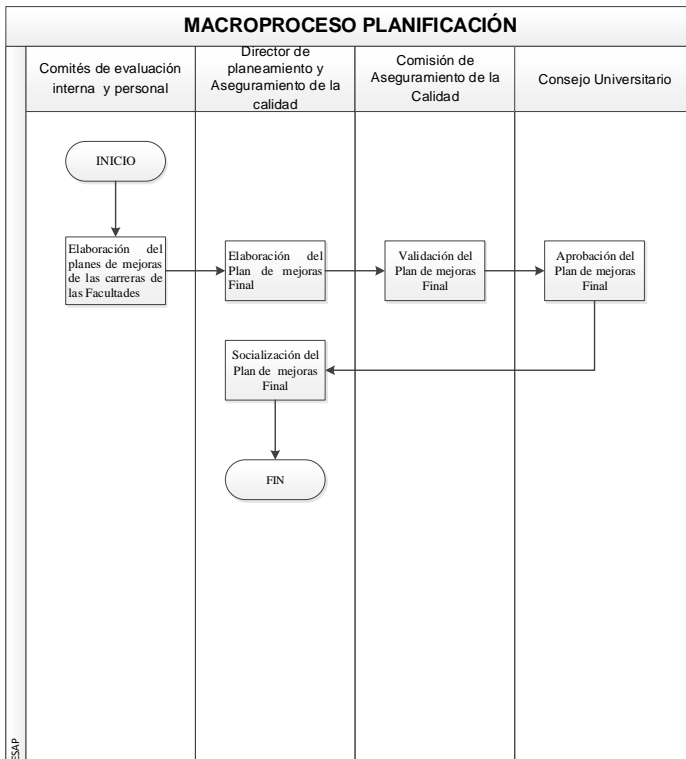 MACROPROCESO PLANIFICACIÓN
Comités de evaluación
interna y personal
Director de
planeamiento y
Aseguramiento de la
calidad
Comisión de
Aseguramiento de la
Calidad
Consejo Universitario
INICIO
Elaboración del
planes de mejoras
de las carreras de
las Facultades
Elaboración del
Plan de mejoras
Final
Validación del
Plan de mejoras
Final
Aprobación del
Plan de mejoras
Final
Socialización del
Plan de mejoras
Final
FIN